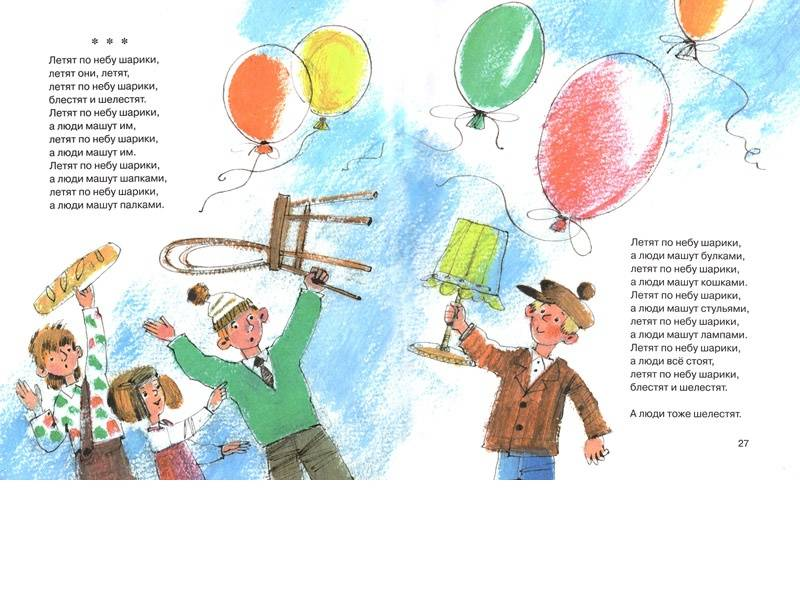 * * *
Летят по небу шарики,
летят они, летят,
летят по небу шарики,
блестят и шелестят.
Летят по небу шарики,
а люди машут им,
летят по небу шарики,
а люди машут им.
Летят по небу шарики,
а люди машут шапками,
летят по небу шарики,
а люди машут палками.
Летят по небу шарики,
а люди машут булками,
летят по небу шарики,
а люди машут кошками.
Летят по небу шарики,
а люди машут стульями,
летят по небу шарики,
а люди машут лампами.
Летят по небу шарики,
а люди всё стоят,
летят по небу шарики,
блестят и шелестят.
А люди тоже шелестят.
27